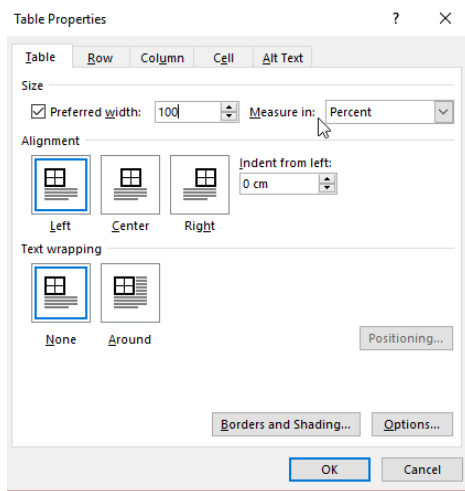 Table Properties ?
Table Row Column Cell Alt Text
Size
Preferred width: 100 Measure in: Percent
Alignment
Indent from left:
0 cm
Left Center Right
Text wrapping
None Around
Positioning...
Borders and Shading... Options...
OK Cancel